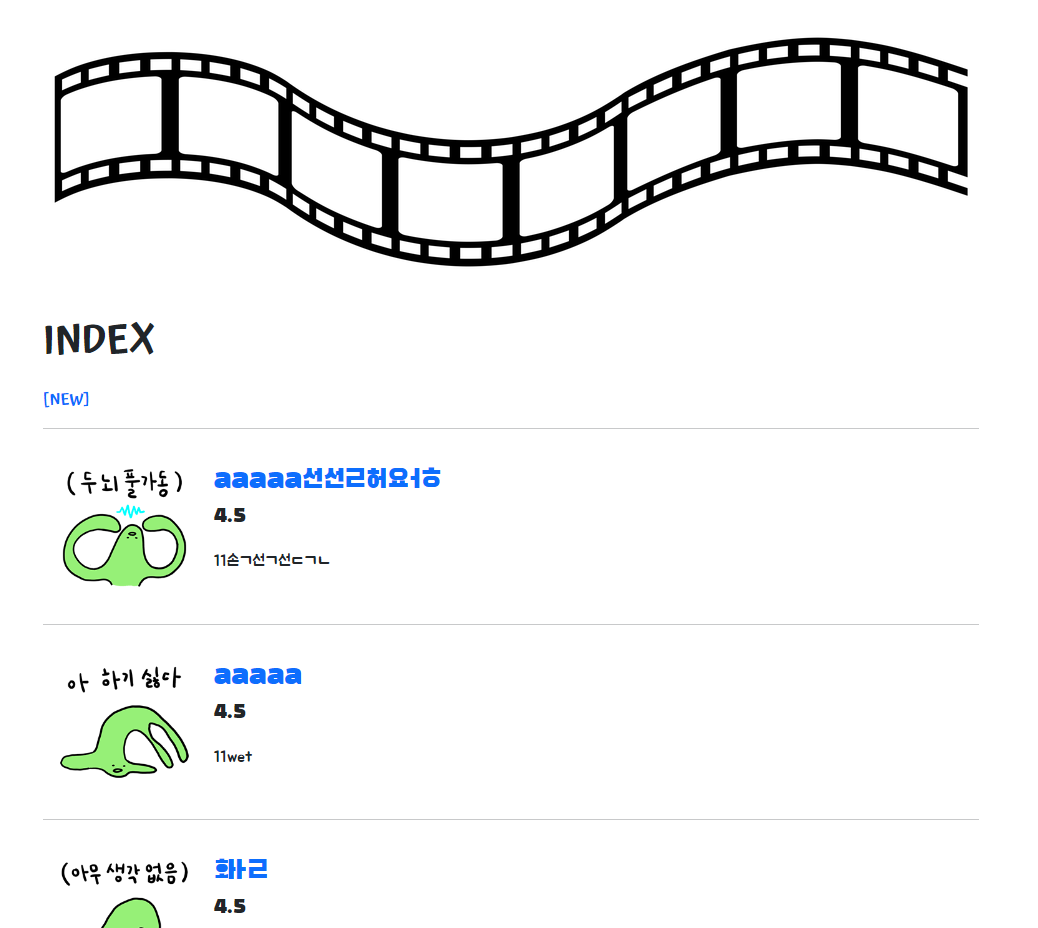 INDEX
[NEW]
(두뇌 풀가동)
aaaaa선선ㄹ허요ㅓㅎ
4.5
11손ㄱ선ㄱ선ㄷㄱㄴ
아 하기 싫다
aaaaa
4.5
11wet
(아무 생각 없음)
화ㅏㄹ
4.5